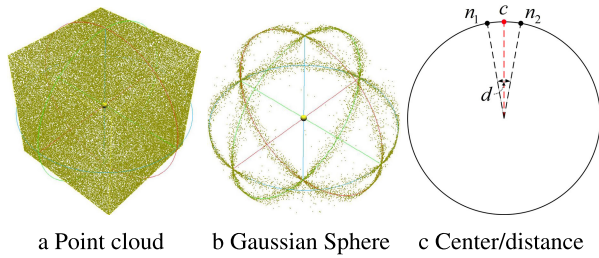 n₁ c n₂
d
a Point cloud b Gaussian Sphere c Center/distance